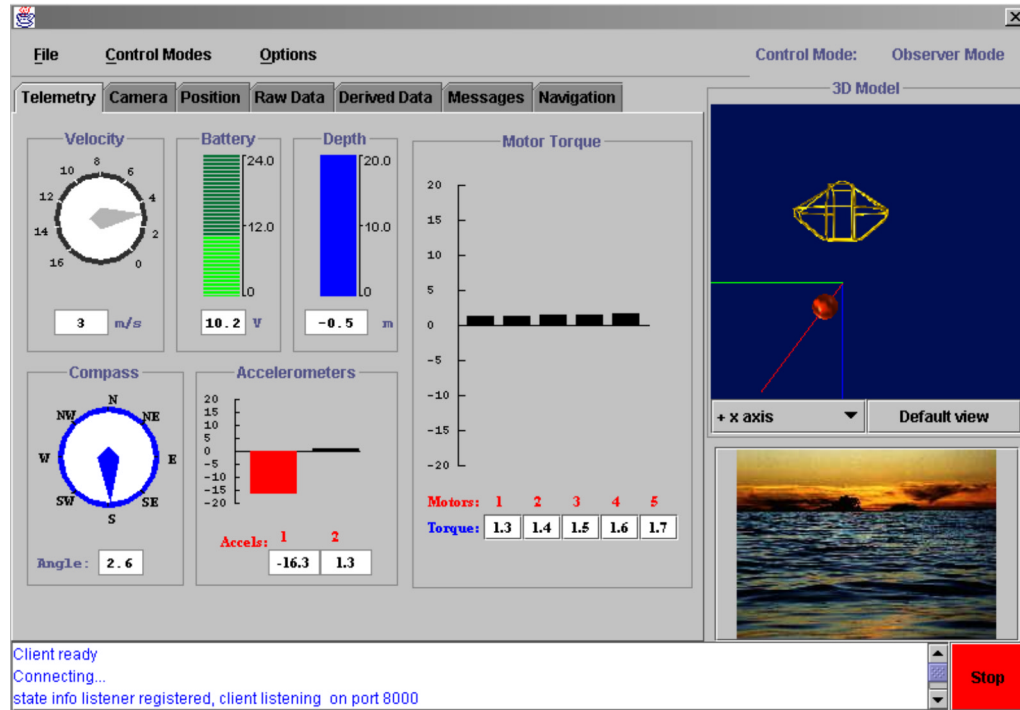 File Control Modes Options Control Mode: Observer Mode
Telemetry Camera Position Raw Data Derived Data Messages Navigation
3D Model
Velocity
0
2
4
6
8
10
12
14
16
3 m/s
Battery
24.0
12.0
.0
10.2 V
Depth
20.0
10.0
.0
-0.5 m
Motor Torque
20
15
10
5
0
-5
-10
-15
-20
Motors: 1 2 3 4 5
Torque: 1.3 1.4 1.5 1.6 1.7
Compass
N
NE
E
SE
S
SW
W
NW
Angle: 2.6
Accelerometers
20
15
10
5
0
-5
-10
-15
-20
Accels: 1 2
-16.3 1.3
+ x axis Default view
Client ready
Connecting...
state info listener registered, client listening on port 8000
Stop